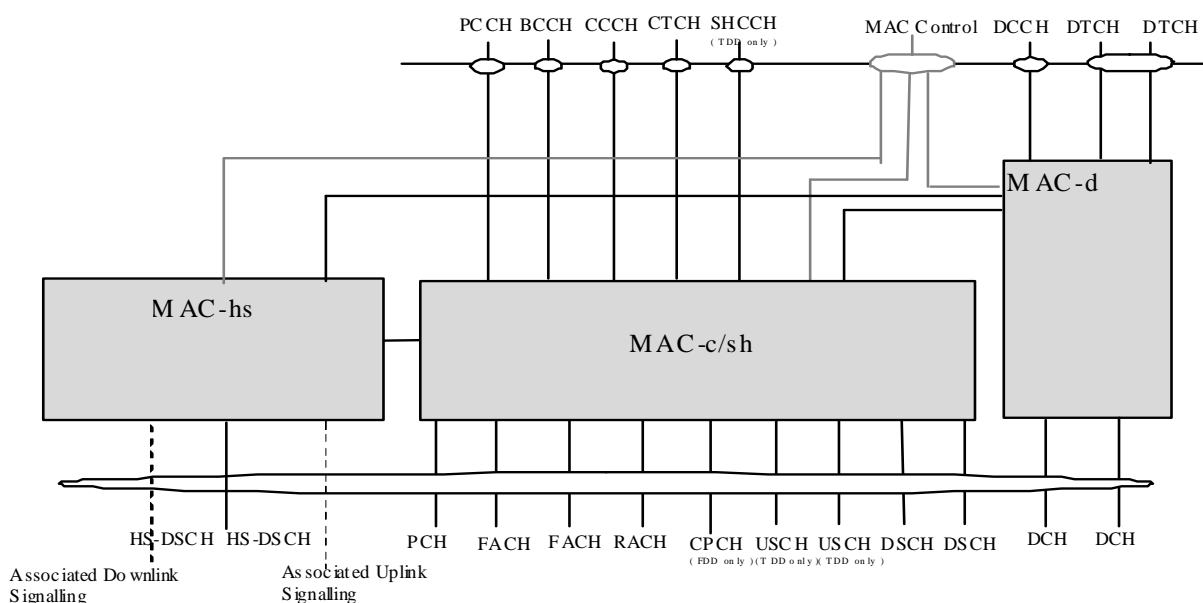 PCCH BCCH CCCH CTCH SHCCH MAC Control DCCH DTCH DTCH
( TDD only )
MAC-d
MAC-hs
MAC-c/sh
HS-DSCH HS-DSCH PCH FACH FACH RACH CPCH USCH USCH DSCH DSCH DCH DCH
( FDD only ) ( TDD only ) ( TDD only )
Associated Downlink
Signalling
Associated Uplink
Signalling